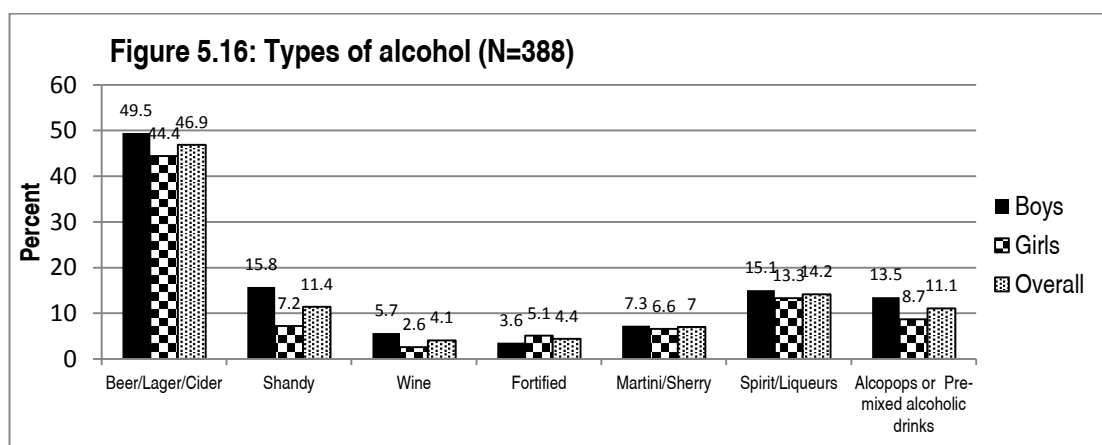 Figure 5.16: Types of alcohol (N=388)
60
50
40
30
20
10
0
Percent
49.5
44.4
46.9
15.8
7.2
11.4
5.7
2.6
4.1
3.6
5.1
4.4
7.3
6.6
7
15.1
13.3
14.2
13.5
8.7
11.1
Beer/Lager/Cider
Shandy
Wine
Fortified
Martini/Sherry
Spirit/Liqueurs
Alcopops or Pre-
mixed alcoholic
drinks
Boys
Girls
Overall